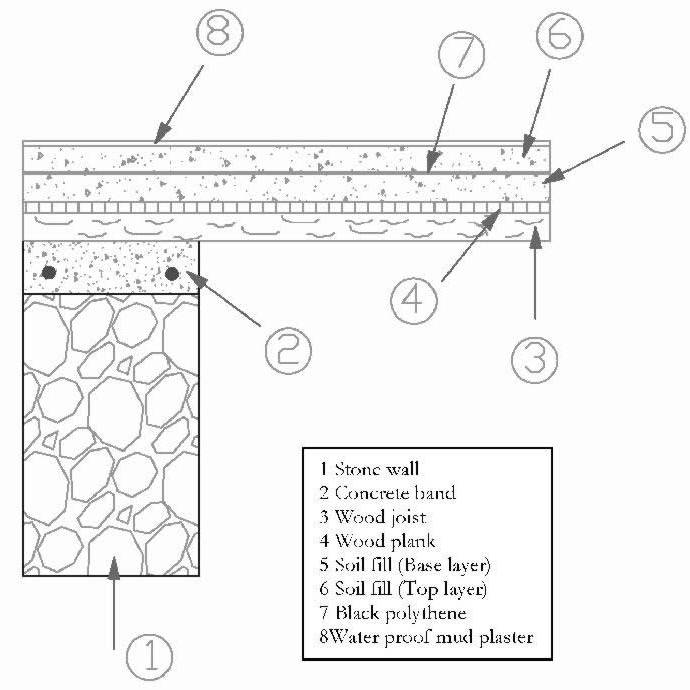 8
7
6
5
4
2
3
1
1 Stone wall
2 Concrete band
3 Wood joist
4 Wood plank
5 Soil fill (Base layer)
6 Soil fill (Top layer)
7 Black polythene
8Water proof mud plaster